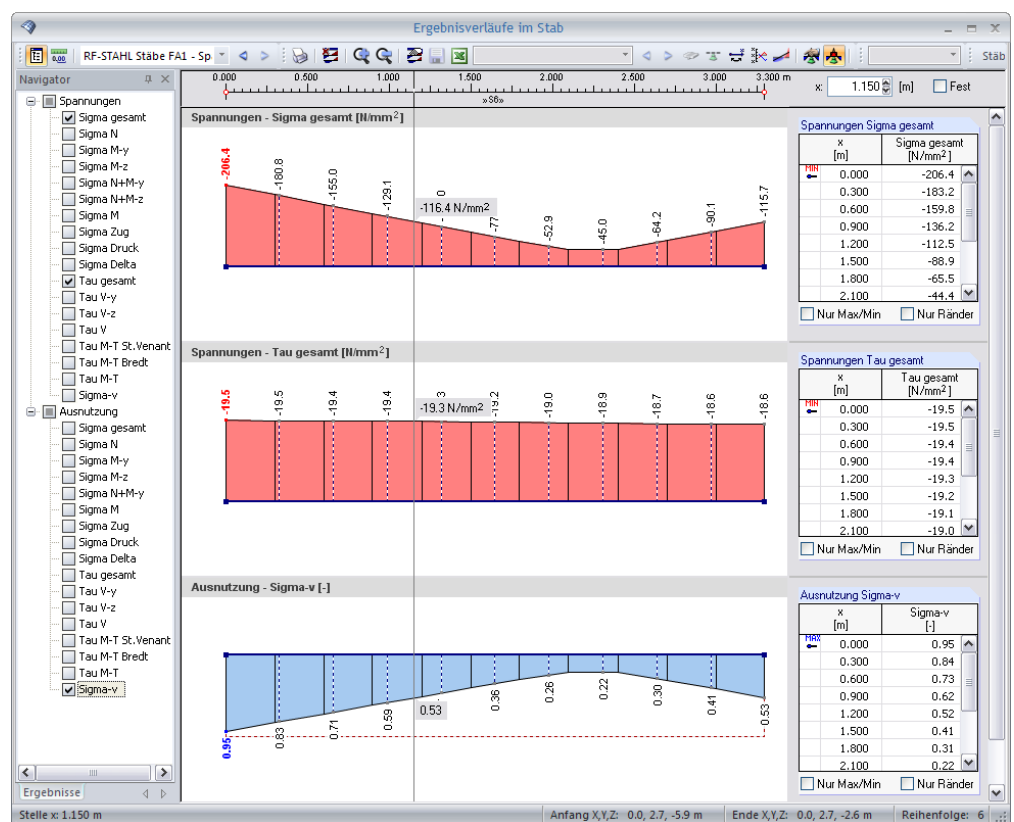 Ergebnisverläufe im Stab
RF-STAHL Stäbe FA1 - Sp
Stäb
Navigator
Spannungen
Sigma gesamt
Sigma N
Sigma M-y
Sigma M-z
Sigma N+M-y
Sigma N+M-z
Sigma M
Sigma Zug
Sigma Druck
Sigma Delta
Tau gesamt
Tau V-y
Tau V-z
Tau V
Tau M-T St.Venant
Tau M-T Bredt
Tau M-T
Sigma-v
Ausnutzung
Sigma gesamt
Sigma N
Sigma M-y
Sigma M-z
Sigma N+M-y
Sigma M
Sigma Zug
Sigma Druck
Sigma Delta
Tau gesamt
Tau V-y
Tau V-z
Tau V
Tau M-T St.Venant
Tau M-T Bredt
Tau M-T
Sigma-v
Ergebnisse
0.000 0.500 1.000 1.500 2.000 2.500 3.000 3.300 m
»S6»
x: 1.150 [m] Fest
Spannungen - Sigma gesamt [N/mm²]
-206.4 -180.8 -155.0 -129.1 0 -77 -52.9 -45.0 -64.2 -90.1 -115.7
-116.4 N/mm²
Spannungen Sigma gesamt
x [m] Sigma gesamt [N/mm²]
MIN 0.000 -206.4
0.300 -183.2
0.600 -159.8
0.900 -136.2
1.200 -112.5
1.500 -88.9
1.800 -65.5
2.100 -44.4
Nur Max/Min Nur Ränder
Spannungen - Tau gesamt [N/mm²]
-19.5 -19.5 -19.4 -19.4 3 -19.2 -19.0 -18.9 -18.7 -18.6 -18.6
-19.3 N/mm²
Spannungen Tau gesamt
x [m] Tau gesamt [N/mm²]
MIN 0.000 -19.5
0.300 -19.5
0.600 -19.4
0.900 -19.4
1.200 -19.3
1.500 -19.2
1.800 -19.1
2.100 -19.0
Nur Max/Min Nur Ränder
Ausnutzung - Sigma-v [-]
0.95 0.83 0.71 0.59 0.53 0.36 0.26 0.22 0.30 0.41 0.53
Ausnutzung Sigma-v
x [m] Sigma-v [-]
MAX 0.000 0.95
0.300 0.84
0.600 0.73
0.900 0.62
1.200 0.52
1.500 0.41
1.800 0.31
2.100 0.22
Nur Max/Min Nur Ränder
Stelle x: 1.150 m
Anfang X,Y,Z: 0.0, 2.7, -5.9 m
Ende X,Y,Z: 0.0, 2.7, -2.6 m
Reihenfolge: 6